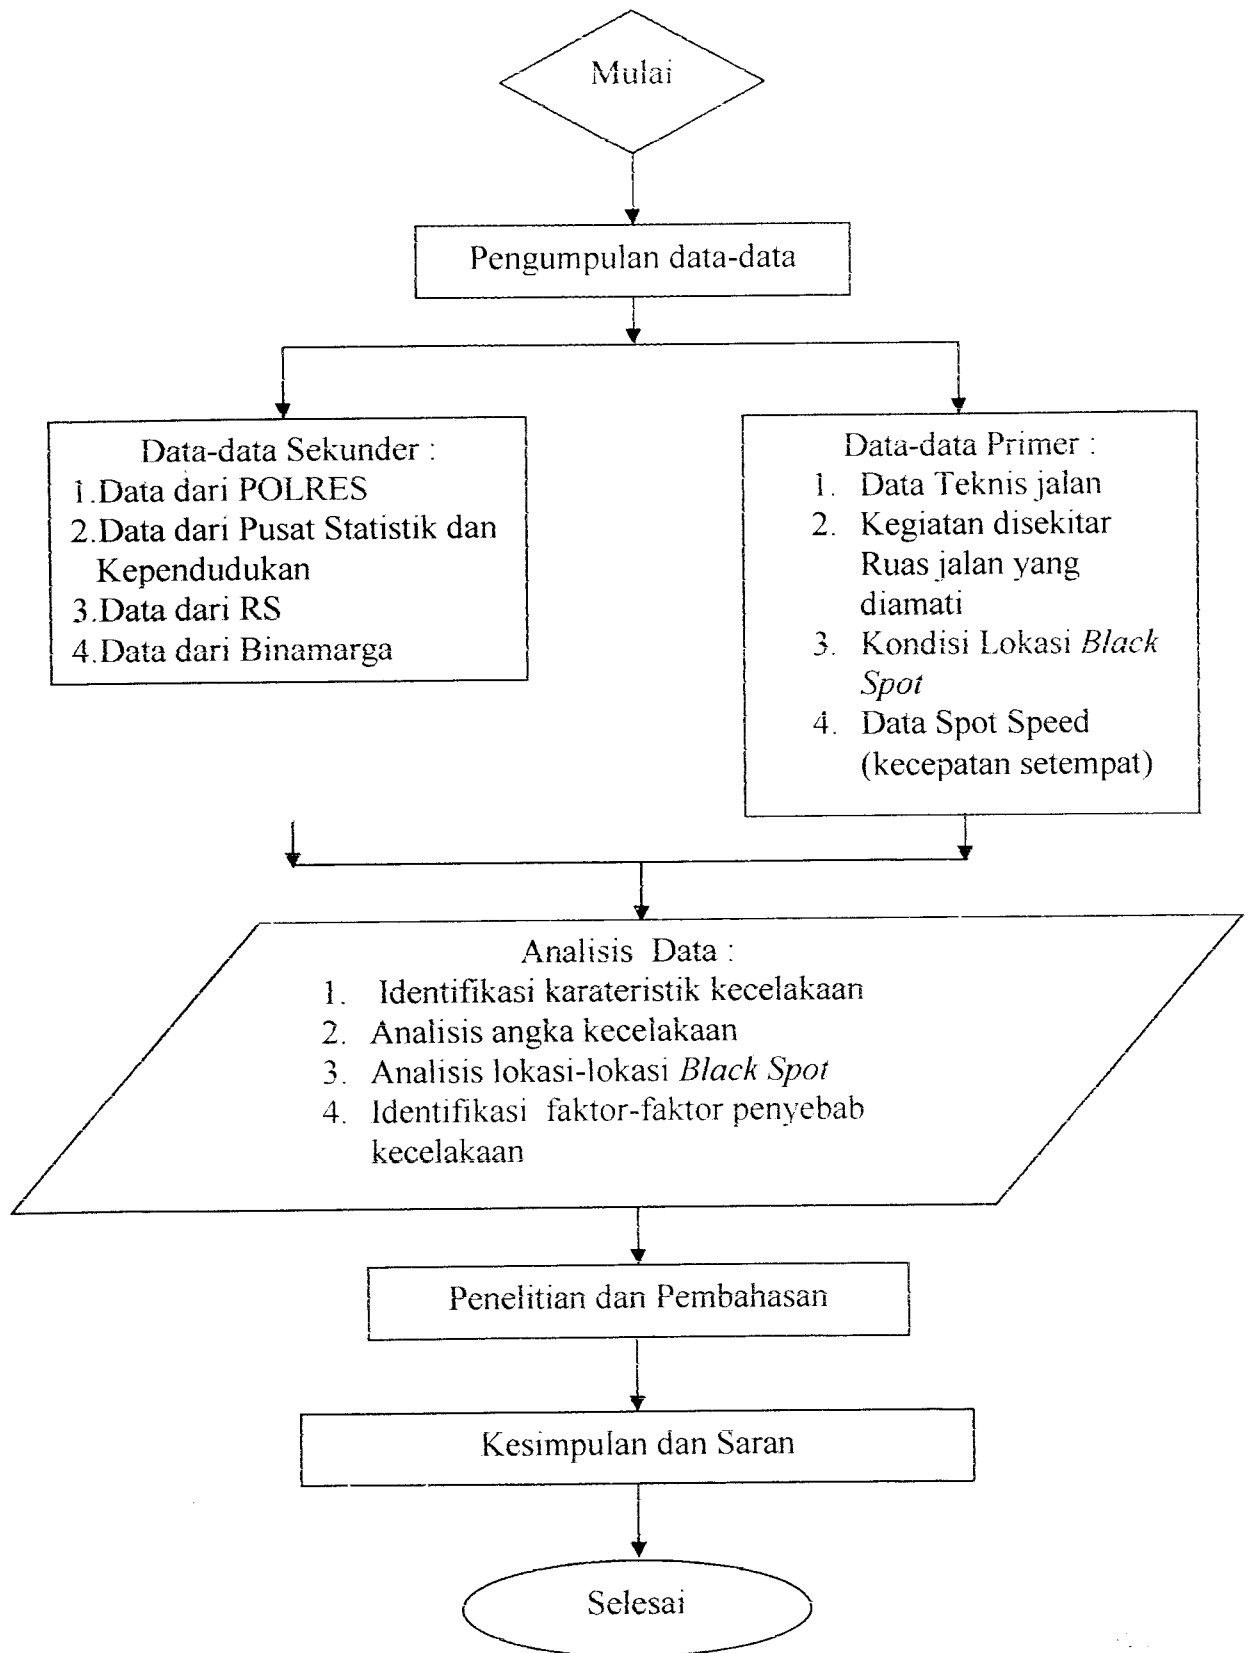 Mulai
Pengumpulan data-data
Data-data Sekunder :
1.Data dari POLRES
2.Data dari Pusat Statistik dan
Kependudukan
3.Data dari RS
4.Data dari Binamarga
Data-data Primer :
1. Data Teknis jalan
2. Kegiatan disekitar
Ruas jalan yang
diamati
3. Kondisi Lokasi Black
Spot
4. Data Spot Speed
(kecepatan setempat)
Analisis Data :
1. Identifikasi karateristik kecelakaan
2. Analisis angka kecelakaan
3. Analisis lokasi-lokasi Black Spot
4. Identifikasi faktor-faktor penyebab
kecelakaan
Penelitian dan Pembahasan
Kesimpulan dan Saran
Selesai